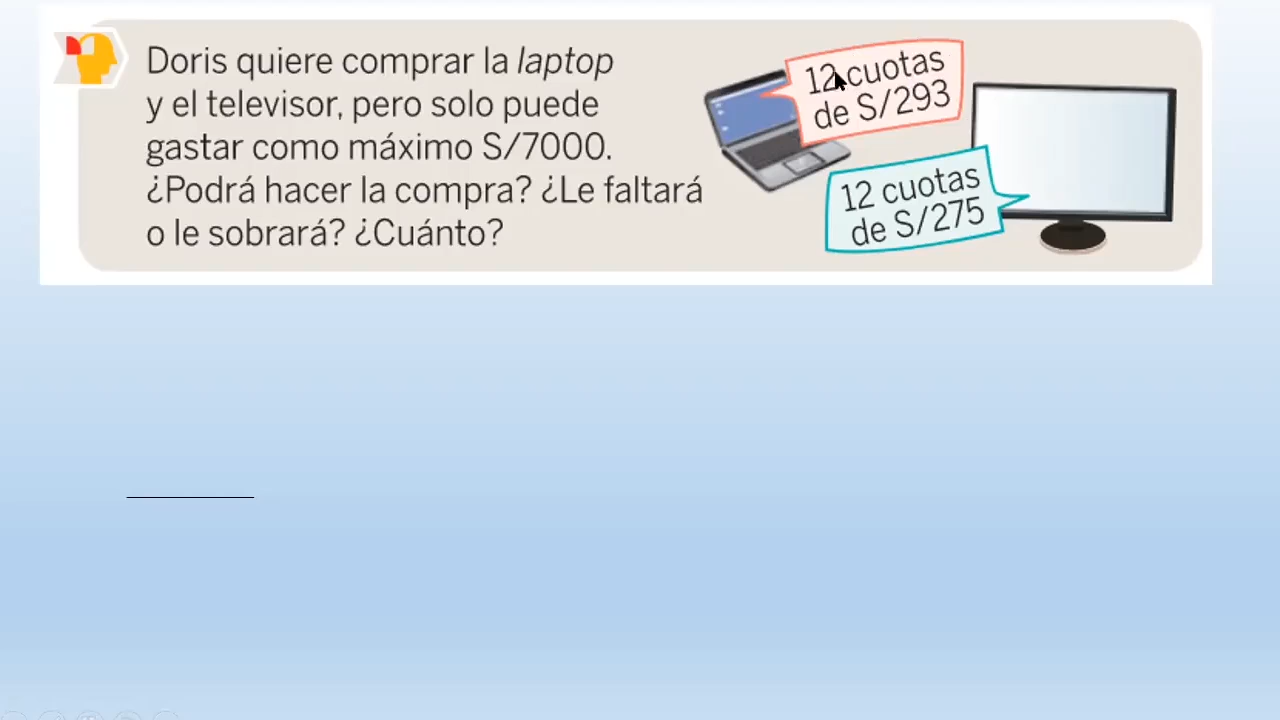 Doris quiere comprar la laptop
y el televisor, pero solo puede
gastar como máximo S/7000.
¿Podrá hacer la compra? ¿Le faltará
o le sobrará? ¿Cuánto?
12 cuotas
de S/293
12 cuotas
de S/275